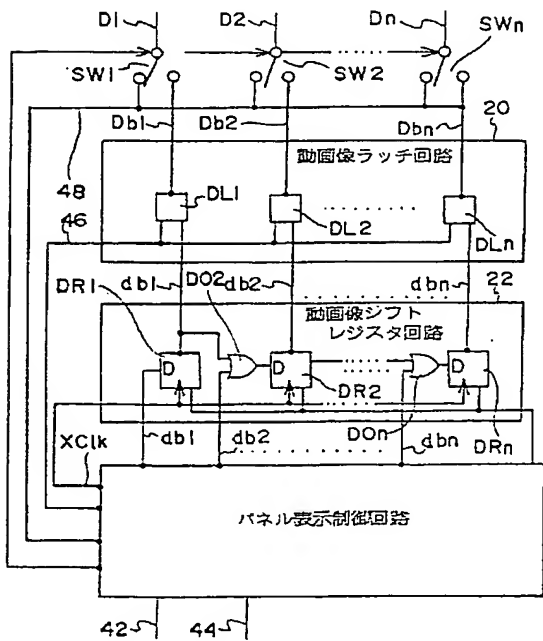 D1
D2
Dn
SW1
SW2
SWn
Db1
Db2
Dbn
20
48
動画像ラッチ回路
DL1
DL2
DLn
46
db1
db2
dbn
DR1
DO2
22
動画像シフト
レジスタ回路
D
D
D
DR2
DOn
DRn
XClk
db1
db2
dbn
パネル表示制御回路
42
44